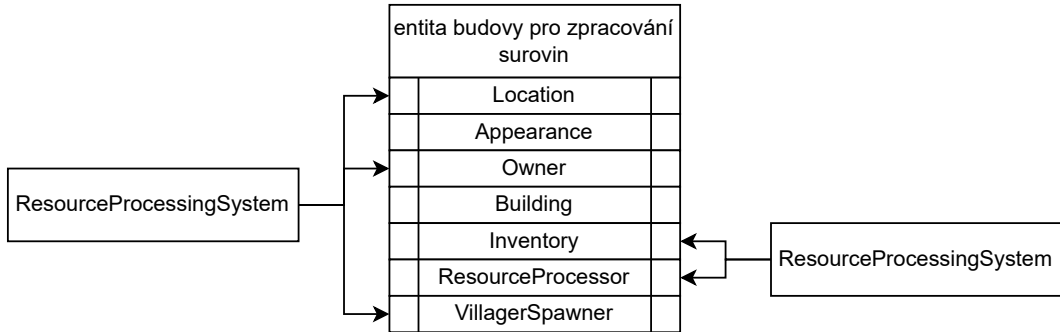 entita budovy pro zpracování
surovin
Location
Appearance
Owner
ResourceProcessingSystem
Building
Inventory
ResourceProcessingSystem
ResourceProcessor
VillagerSpawner